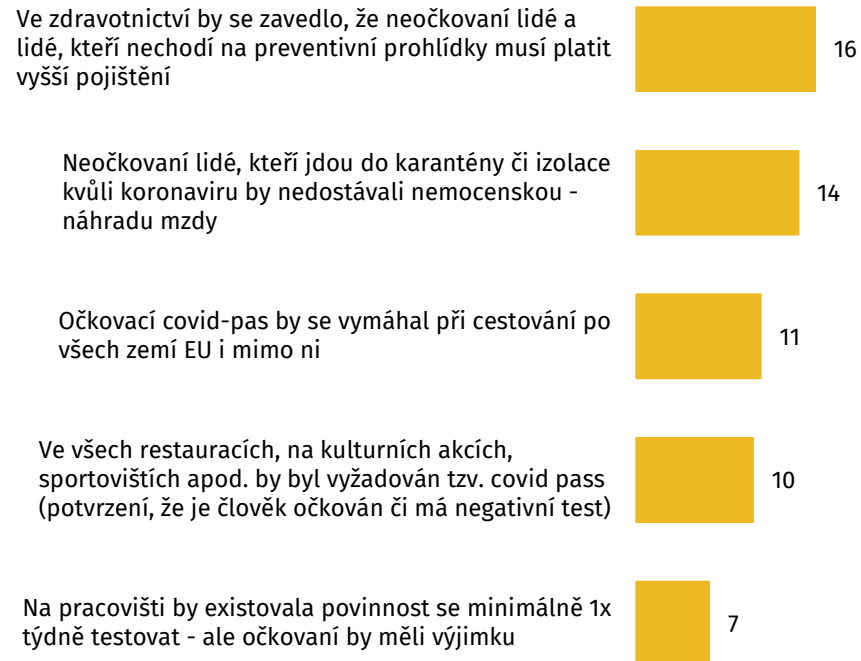 Ve zdravotnictví by se zavedlo, že neočkovaní lidé a
lidé, kteří nechodí na preventivní prohlídky musí platit
vyšší pojištění
16
Neočkovaní lidé, kteří jdou do karantény či izolace
kvůli koronaviru by nedostávali nemocenskou -
náhradu mzdy
14
Očkovací covid-pas by se vymáhal při cestování po
všech zemí EU i mimo ni
11
Ve všech restauracích, na kulturních akcích,
sportovištích apod. by byl vyžadován tzv. covid pass
(potvrzení, že je člověk očkován či má negativní test)
10
Na pracovišti by existovala povinnost se minimálně 1x
týdně testovat - ale očkovaní by měli výjimku
7